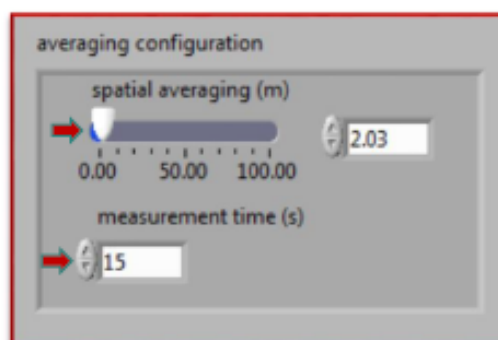 averaging configuration
spatial averaging (m)
2.03
0.00 50.00 100.00
measurement time (s)
15